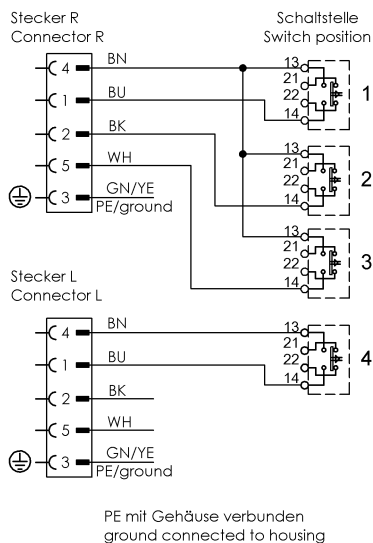 Stecker R
Connector R
Schaltstelle
Switch position
4 BN
1 BU
2 BK
5 WH
3 GN/YE
PE/ground
13
21
22
14
1
13
21
22
14
2
13
21
22
14
3
Stecker L
Connector L
4 BN
1 BU
2 BK
5 WH
3 GN/YE
PE/ground
13
21
22
14
4
PE mit Gehäuse verbunden
ground connected to housing